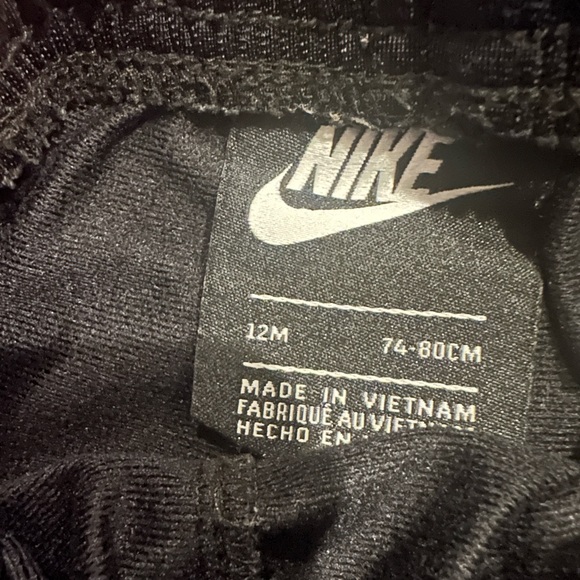 NIKE
12M 74-80CM
MADE IN VIETNAM
FABRIQUÉ AU
HECHO EN